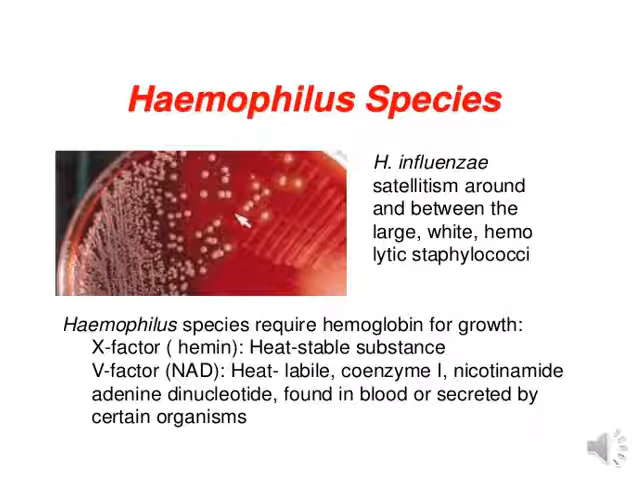 Haemophilus Species
H. influenzae
satellitism around
and between the
large, white, hemo
lytic staphylococci
Haemophilus species require hemoglobin for growth:
X-factor ( hemin): Heat-stable substance
V-factor (NAD): Heat- labile, coenzyme I, nicotinamide
adenine dinucleotide, found in blood or secreted by
certain organisms